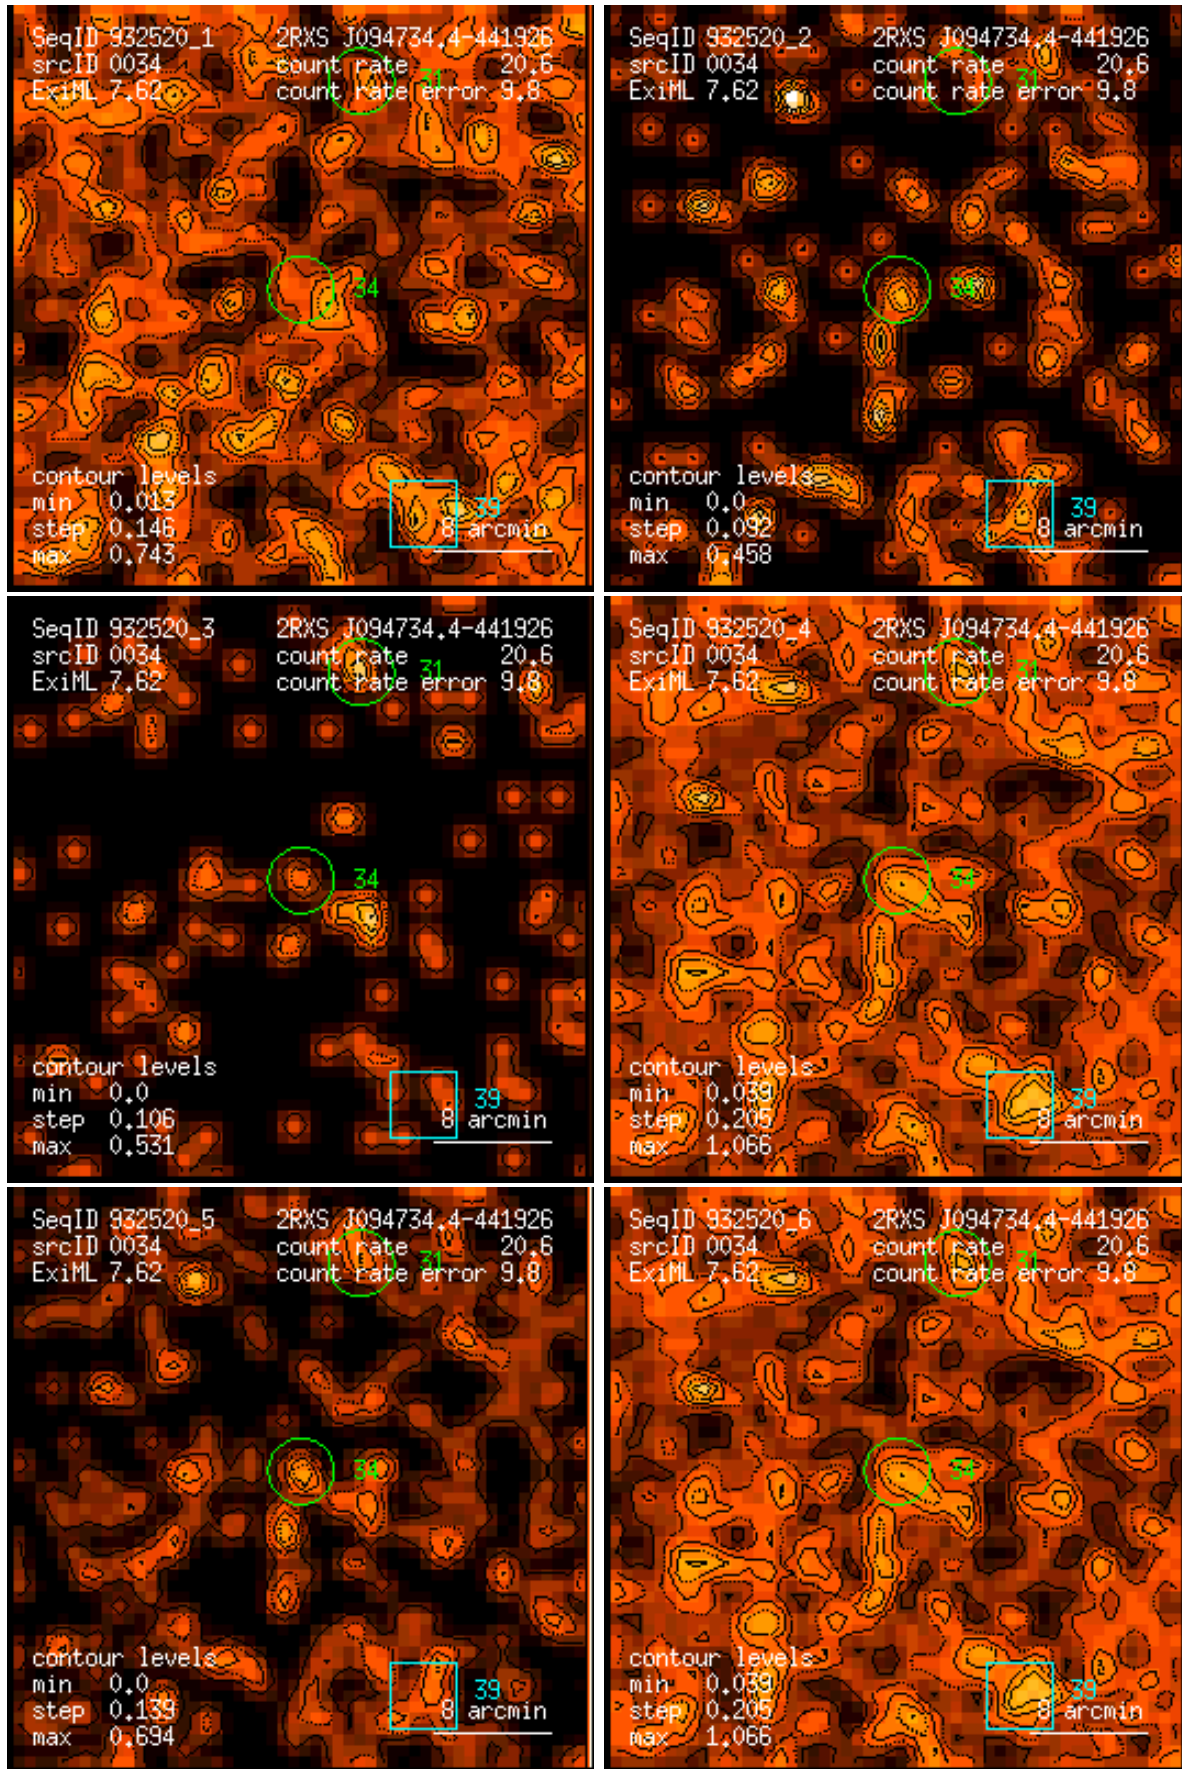 SeqID 932520_1 2RXS J094734.4-441926
srcID 0034 count rate 20.6
ExiML 7.62 count rate error 9.8
31
34
contour levels
min 0.013
step 0.146
max 0.743
39
8 arcmin
SeqID 932520_2 2RXS J094734.4-441926
srcID 0034 count rate 20.6
ExiML 7.62 count rate error 9.8
31
34
contour levels
min 0.0
step 0.092
max 0.458
39
8 arcmin
SeqID 932520_3 2RXS J094734.4-441926
srcID 0034 count rate 20.6
ExiML 7.62 count rate error 9.8
31
34
contour levels
min 0.0
step 0.106
max 0.531
39
8 arcmin
SeqID 932520_4 2RXS J094734.4-441926
srcID 0034 count rate 20.6
ExiML 7.62 count rate error 9.8
31
34
contour levels
min 0.039
step 0.205
max 1.066
39
8 arcmin
SeqID 932520_5 2RXS J094734.4-441926
srcID 0034 count rate 20.6
ExiML 7.62 count rate error 9.8
31
34
contour levels
min 0.0
step 0.139
max 0.694
39
8 arcmin
SeqID 932520_6 2RXS J094734.4-441926
srcID 0034 count rate 20.6
ExiML 7.62 count rate error 9.8
31
34
contour levels
min 0.039
step 0.205
max 1.066
39
8 arcmin